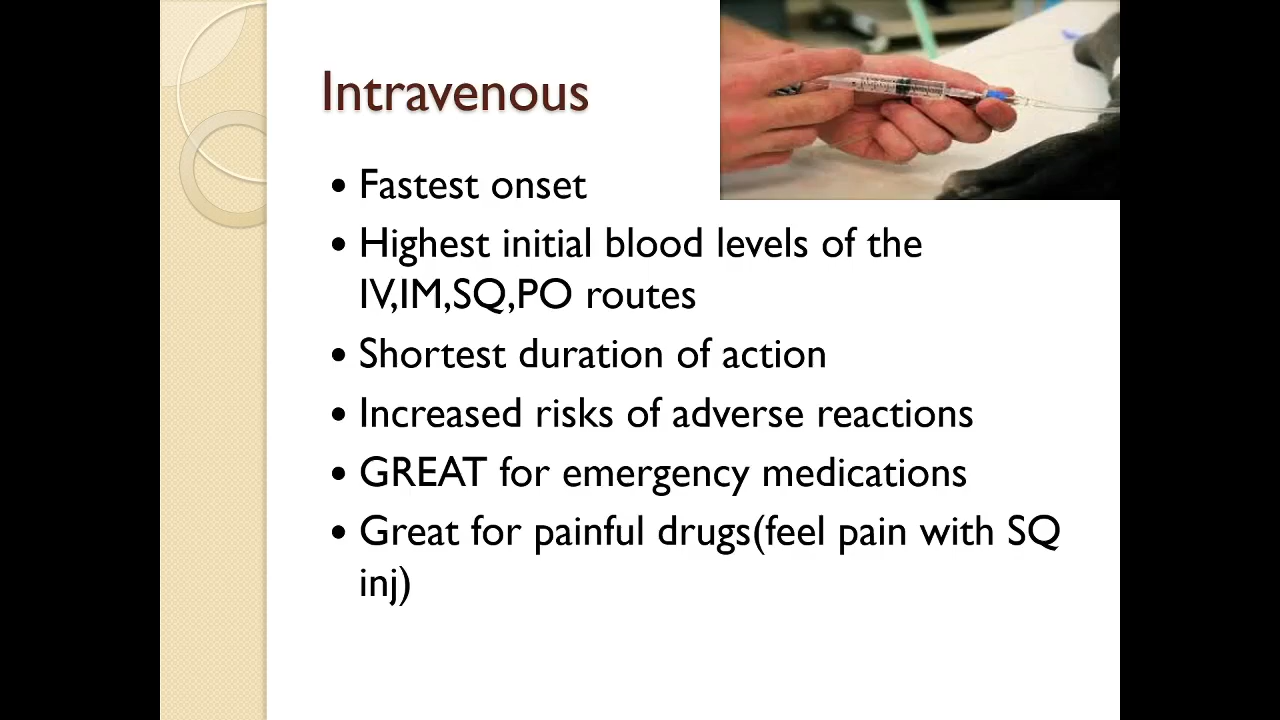 Intravenous
• Fastest onset
• Highest initial blood levels of the
IV,IM,SQ,PO routes
• Shortest duration of action
• Increased risks of adverse reactions
• GREAT for emergency medications
• Great for painful drugs(feel pain with SQ
inj)